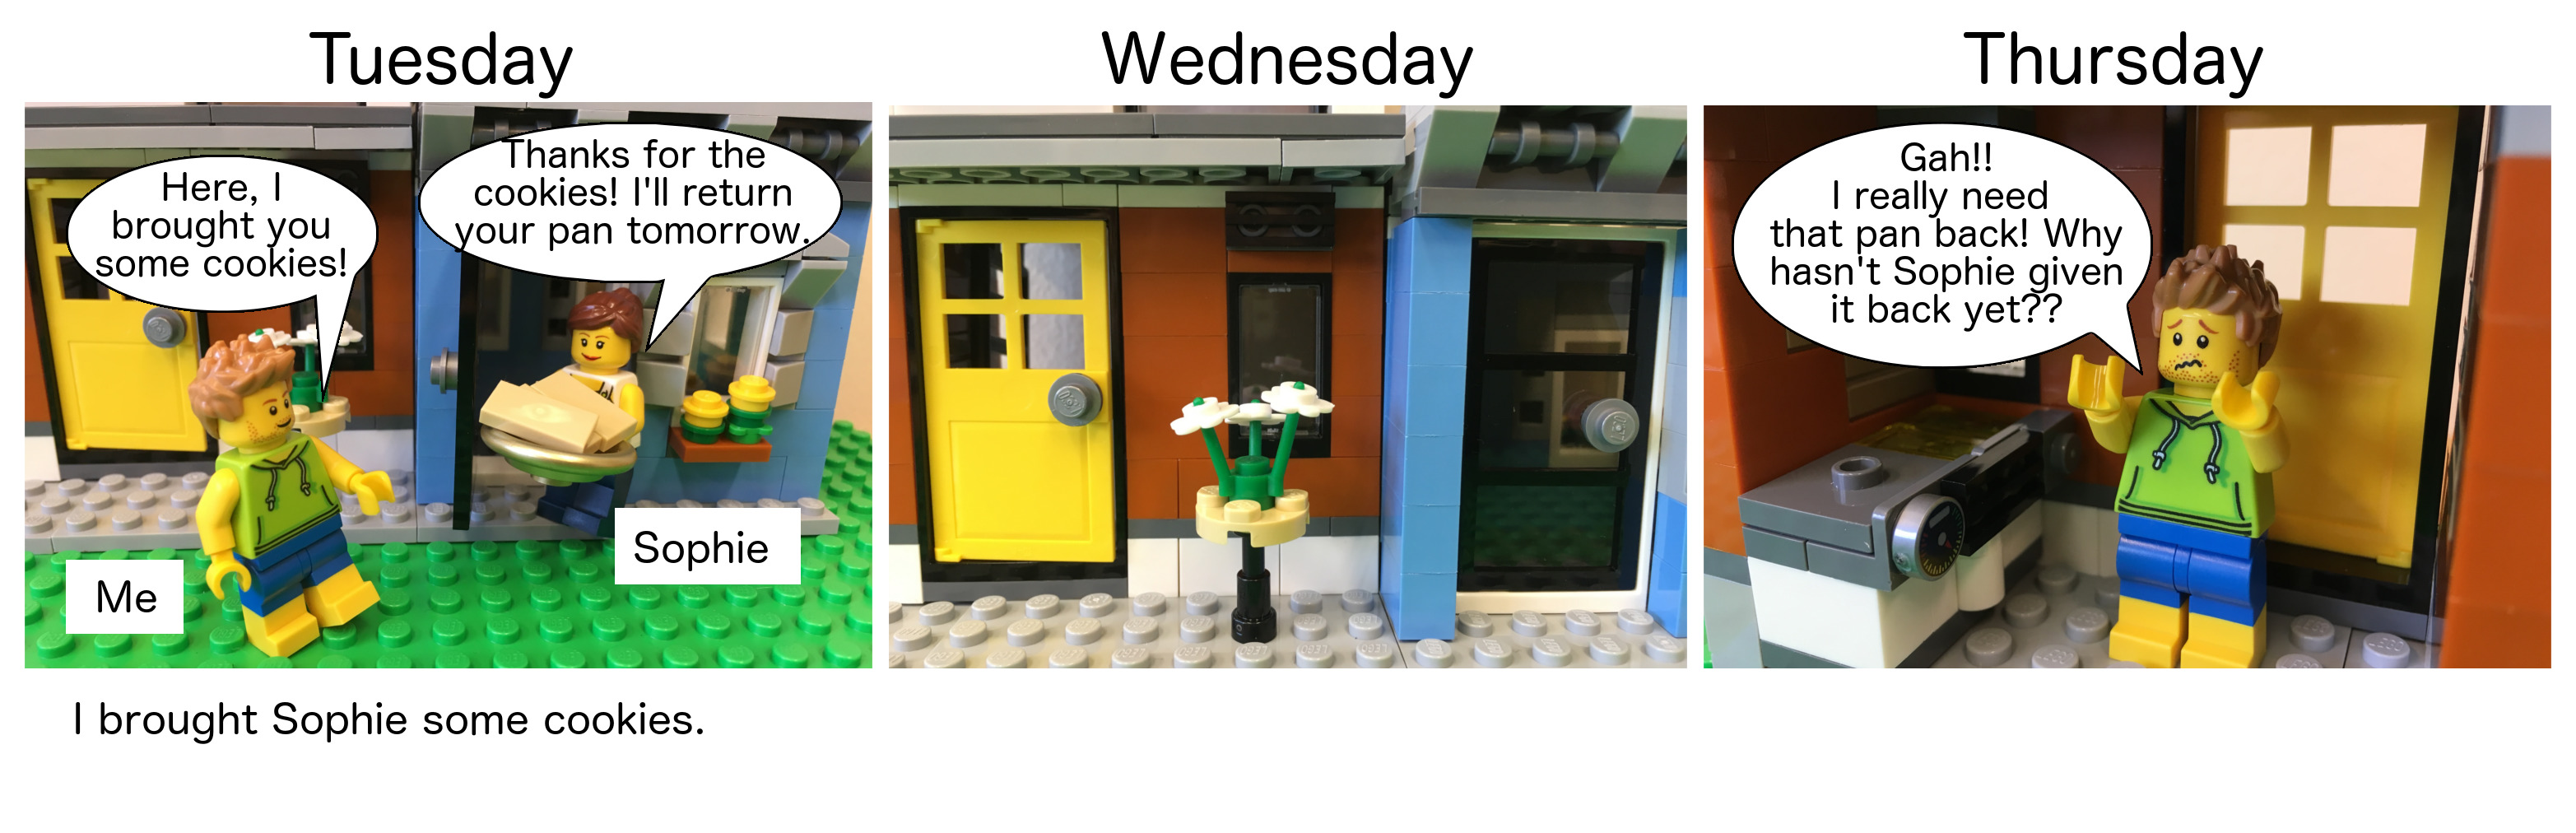 Tuesday
Wednesday
Thursday
Here, I
brought you
some cookies!
Thanks for the
cookies! I'll return
your pan tomorrow.
Me
Sophie
Gah!!
I really need
that pan back! Why
hasn't Sophie given
it back yet??
I brought Sophie some cookies.